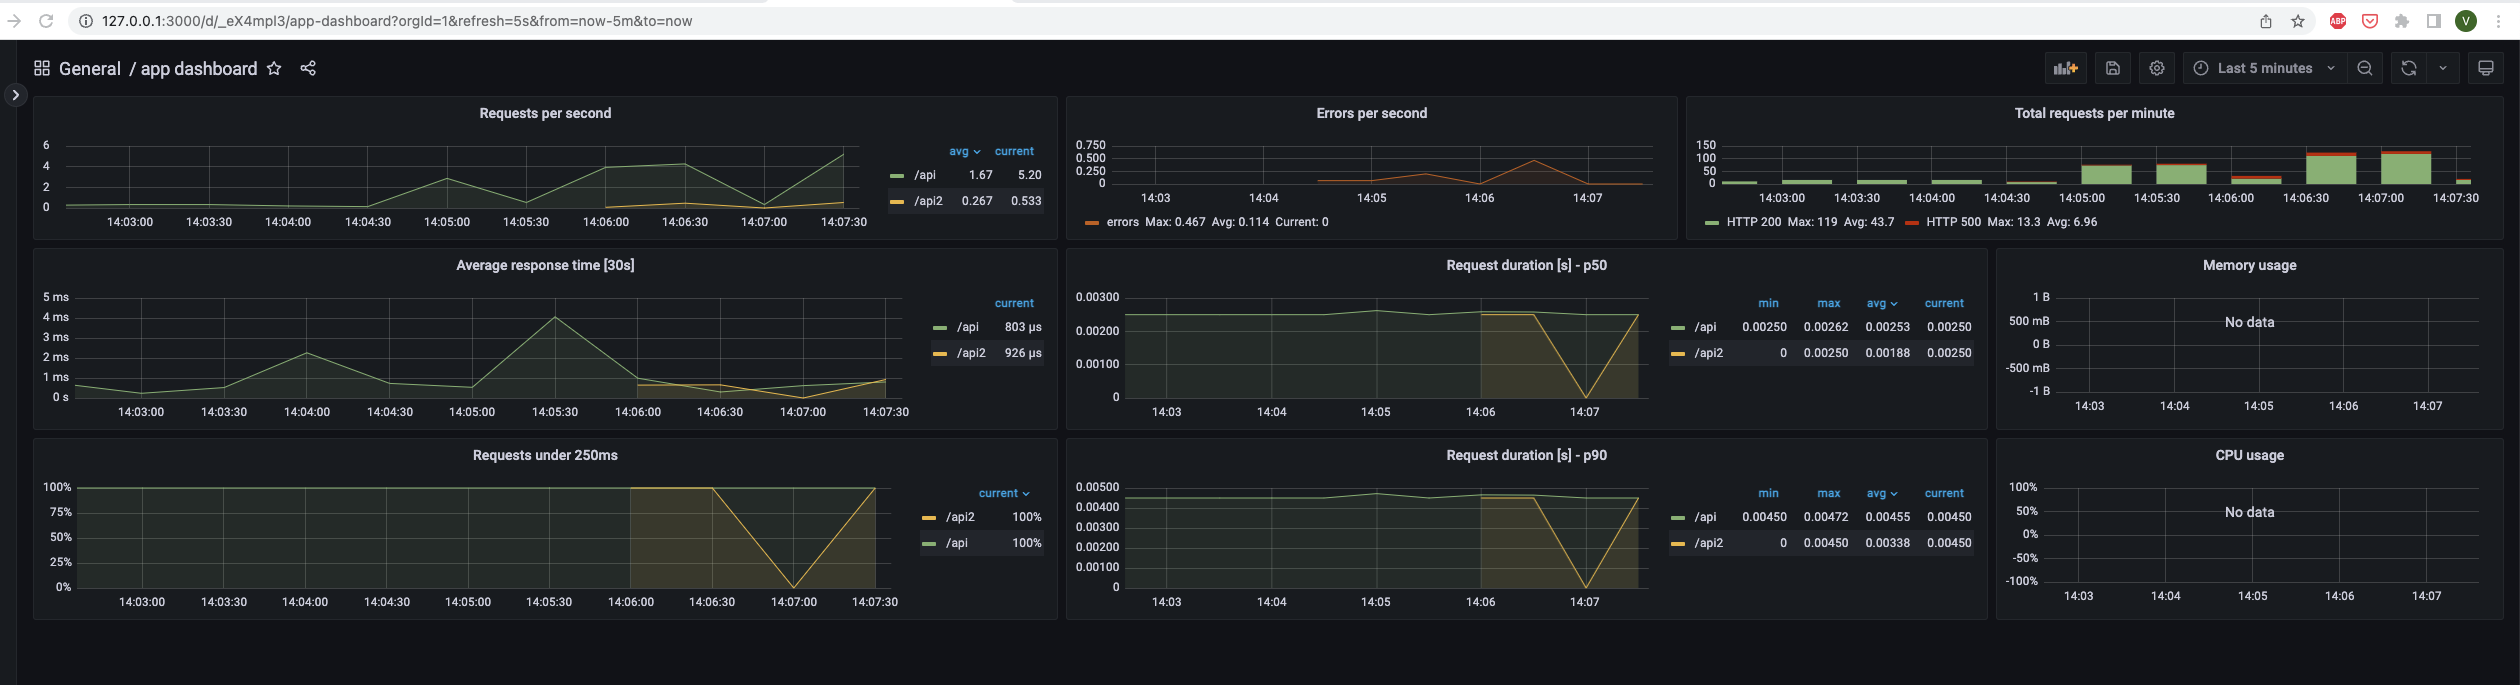 127.0.0.1:3000/d/_eX4mpl3/app-dashboard?orgId=1&refresh=5s&from=now-5m&to=now
ABP
V
General / app dashboard
Last 5 minutes
Requests per second
6
4
2
0
14:03:00 14:03:30 14:04:00 14:04:30 14:05:00 14:05:30 14:06:00 14:06:30 14:07:00 14:07:30
avg current
/api 1.67 5.20
/api2 0.267 0.533
Errors per second
0.750
0.500
0.250
0
14:03 14:04 14:05 14:06 14:07
errors Max: 0.467 Avg: 0.114 Current: 0
Total requests per minute
150
100
50
0
14:03:00 14:03:30 14:04:00 14:04:30 14:05:00 14:05:30 14:06:00 14:06:30 14:07:00 14:07:30
HTTP 200 Max: 119 Avg: 43.7 HTTP 500 Max: 13.3 Avg: 6.96
Average response time [30s]
5 ms
4 ms
3 ms
2 ms
1 ms
0 s
14:03:00 14:03:30 14:04:00 14:04:30 14:05:00 14:05:30 14:06:00 14:06:30 14:07:00 14:07:30
current
/api 803 µs
/api2 926 µs
Request duration [s] - p50
0.00300
0.00200
0.00100
0
14:03 14:04 14:05 14:06 14:07
min max avg current
/api 0.00250 0.00262 0.00253 0.00250
/api2 0 0.00250 0.00188 0.00250
Memory usage
1 B
500 mB
0 B
-500 mB
-1 B
No data
14:03 14:04 14:05 14:06 14:07
Requests under 250ms
100%
75%
50%
25%
0%
14:03:00 14:03:30 14:04:00 14:04:30 14:05:00 14:05:30 14:06:00 14:06:30 14:07:00 14:07:30
current
/api2 100%
/api 100%
Request duration [s] - p90
0.00500
0.00400
0.00300
0.00200
0.00100
0
14:03 14:04 14:05 14:06 14:07
min max avg current
/api 0.00450 0.00472 0.00455 0.00450
/api2 0 0.00450 0.00338 0.00450
CPU usage
100%
50%
0%
-50%
-100%
No data
14:03 14:04 14:05 14:06 14:07